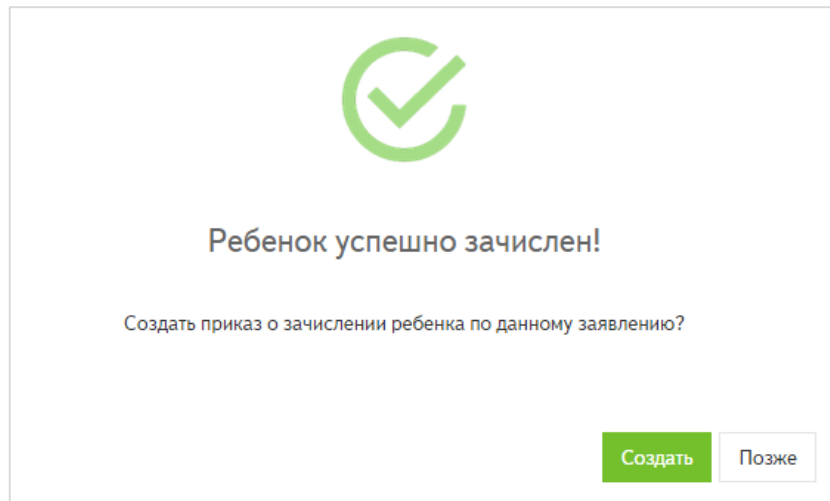 Ребенок успешно зачислен!
Создать приказ о зачислении ребенка по данному заявлению?
Создать Позже